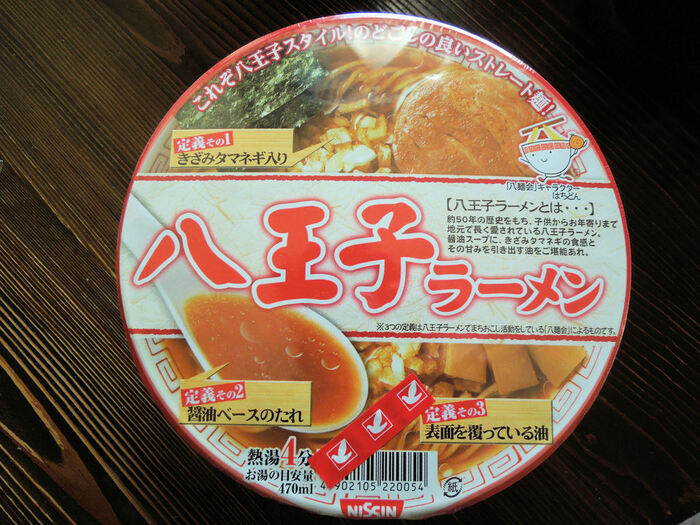 これぞ八王子スタイル!のどごしの良いストレート麺!
定義その1
きざみタマネギ入り
「八麺会」キャラクター
はちどん
【八王子ラーメンとは・・・】
約50年の歴史をもち、子供からお年寄りまで
地元で長く愛されている八王子ラーメン。
醤油スープに、きざみタマネギの食感と
その甘みを引き出す油をご堪能あれ。
八王子ラーメン
※3つの定義は八王子ラーメンでまちおこし活動をしている「八麺会」によるものです。
定義その2
醤油ベースのたれ
定義その3
表面を覆っている油
熱湯4分
お湯の目安量
470ml
4 902105 220054
紙
NISSIN